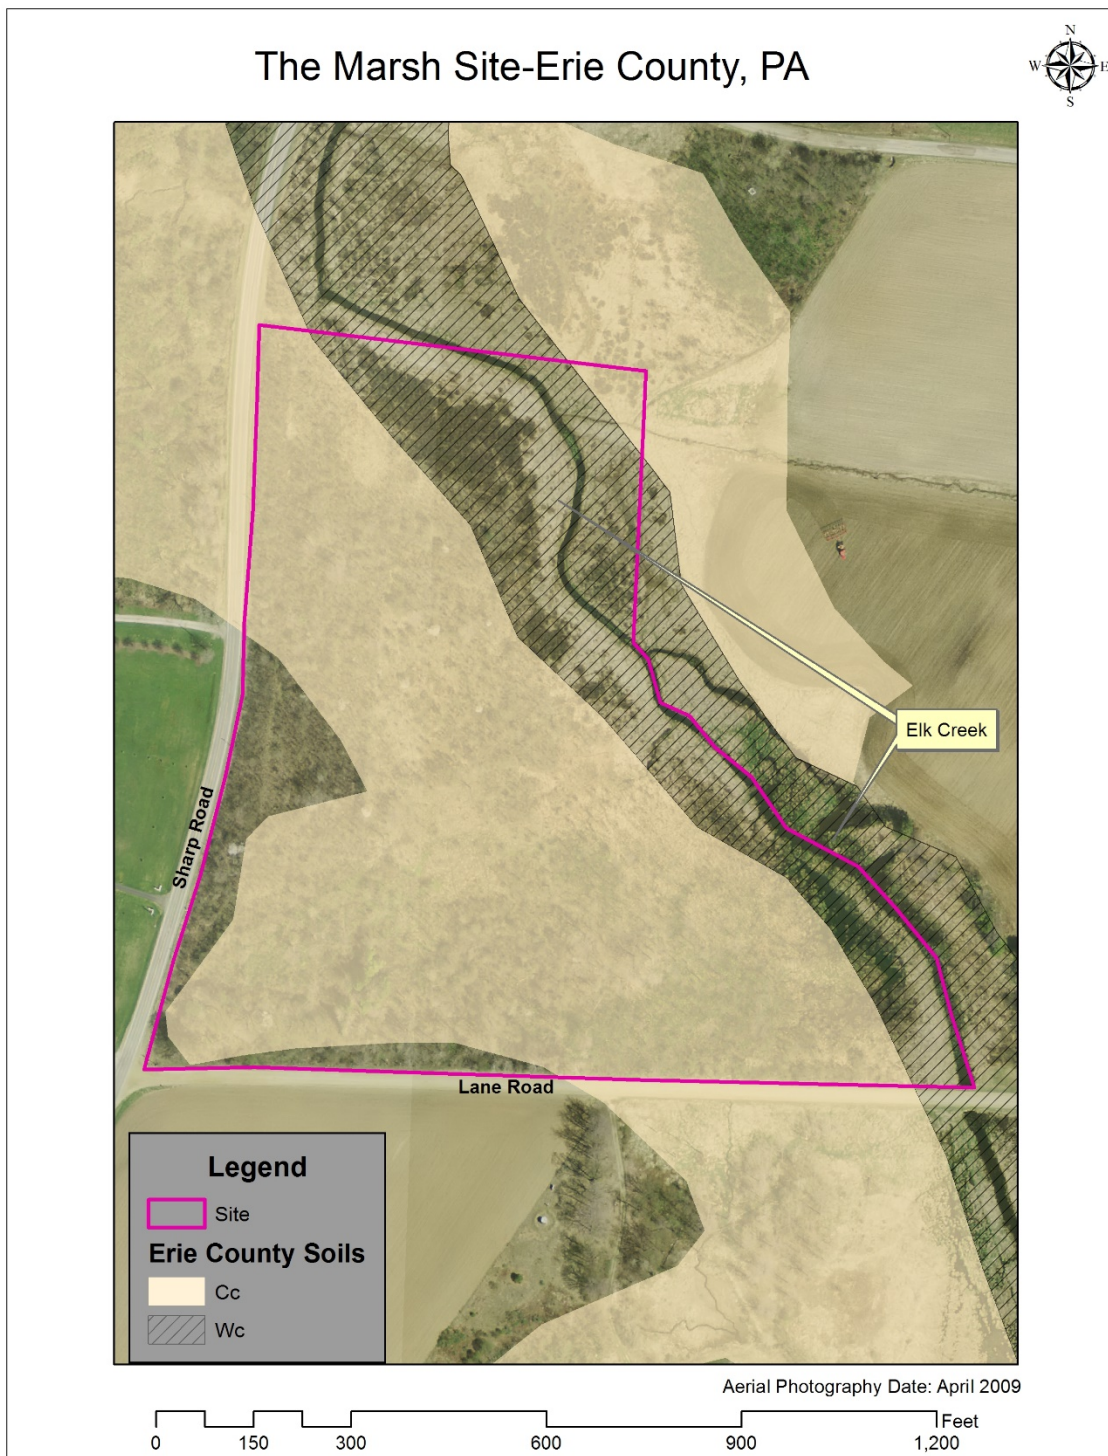 The Marsh Site-Erie County, PA
N
W E
S
Elk Creek
Sharp Road
Lane Road
Legend
Site
Erie County Soils
Cc
Wc
Aerial Photography Date: April 2009
Feet
0 150 300 600 900 1,200